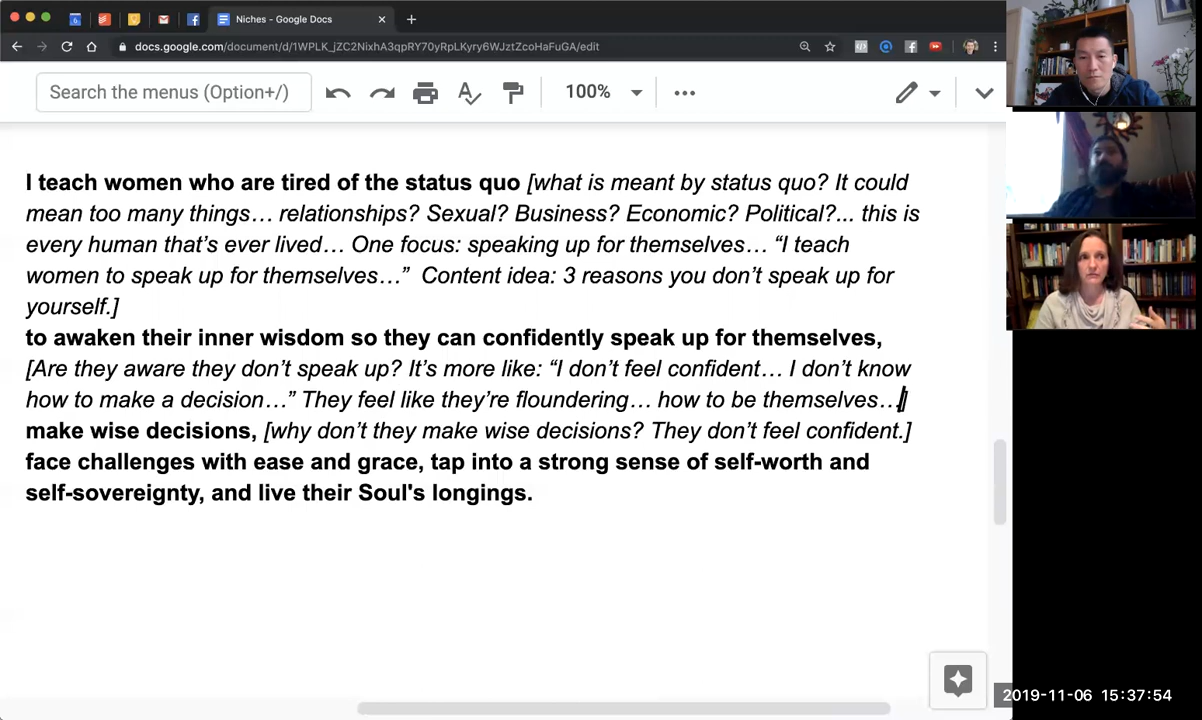 Niches - Google Docs
docs.google.com/document/d/1WPLK_jZC2NixhA3qpRY70yRpLKyry6WJztZcoHaFuGA/edit
Search the menus (Option+/)
100%
I teach women who are tired of the status quo [what is meant by status quo? It could
mean too many things… relationships? Sexual? Business? Economic? Political?... this is
every human that's ever lived… One focus: speaking up for themselves… “I teach
women to speak up for themselves…” Content idea: 3 reasons you don't speak up for
yourself.]
to awaken their inner wisdom so they can confidently speak up for themselves,
[Are they aware they don't speak up? It's more like: “I don't feel confident… I don't know
how to make a decision…” They feel like they're floundering… how to be themselves…]
make wise decisions, [why don't they make wise decisions? They don't feel confident.]
face challenges with ease and grace, tap into a strong sense of self-worth and
self-sovereignty, and live their Soul's longings.
2019-11-06 15:37:54